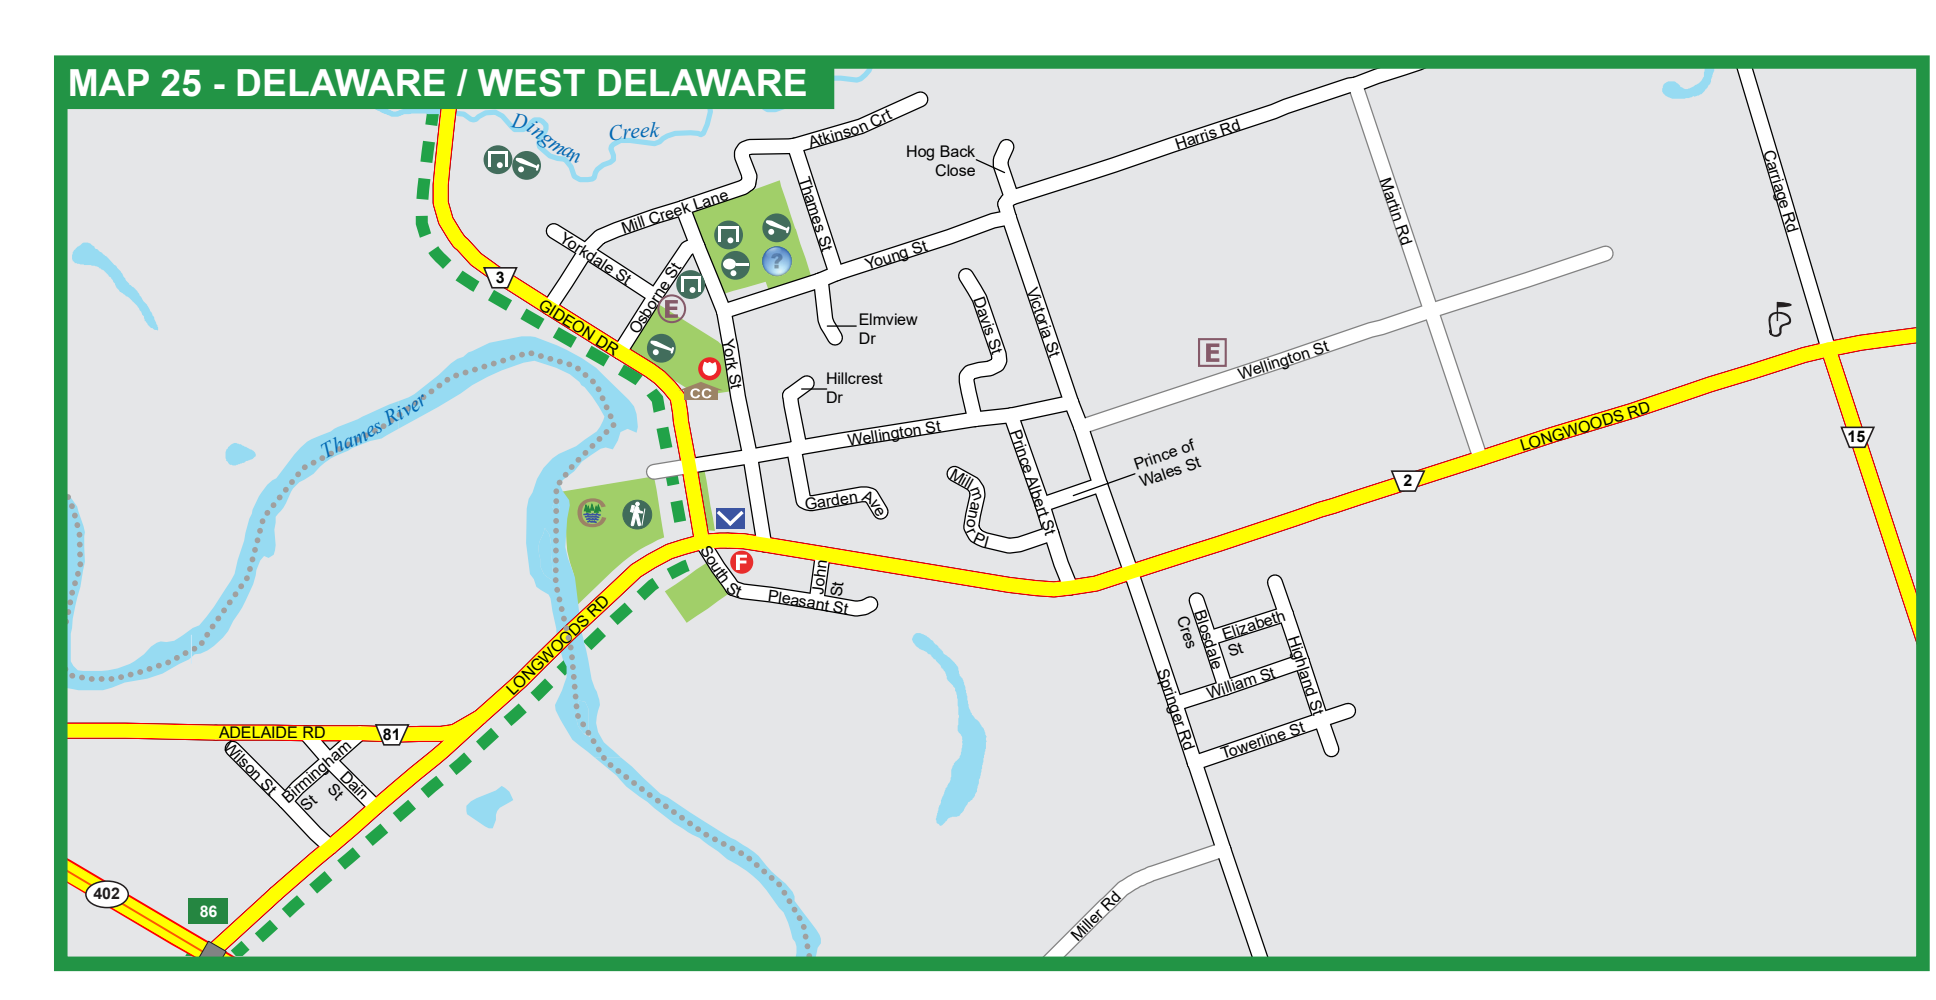 MAP 25 - DELAWARE / WEST DELAWARE
Dingman
Creek
Atkinson Crt
Harris Rd
Hog Back
Close
Carriage Rd
Martin Rd
Thames St
Mill Creek Lane
Yorkdale St
Young St
?
3
GIDEON DR
Osborne St
E
Elmview
Dr
Davis St
Victoria St
E
Wellington St
York St
CC
Hillcrest
Dr
Thames River
Wellington St
LONGWOODS RD
15
2
Prince Albert St
Prince of
Wales St
Millmanor Pl
Garden Ave
C
F
South St
John
St
Pleasant St
LONGWOODS RD
Blosdale
Cres
Elizabeth
St
Highland St
William St
Springer Rd
Towerline St
ADELAIDE RD
81
Wilson St
Birmingham
St
Dain
St
402
86
Miller Rd